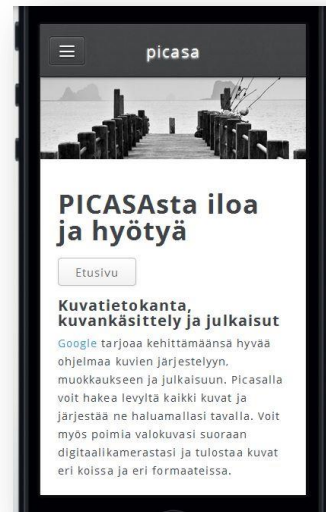 picasa
PICASAsta iloa
ja hyötyä
Etusivu
Kuvatietokanta,
kuvankäsittely ja julkaisut
Google tarjoaa kehittämäänsä hyvää
ohjelmaa kuvien järjestelyyn,
muokkaukseen ja julkaisuun. Picasalla
voit hakea levyltä kaikki kuvat ja
järjestää ne haluamallasi tavalla. Voit
myös poimia valokuvasi suoraan
digitaalikamerastasi ja tulostaa kuvat
eri koissa ja eri formaateissa.